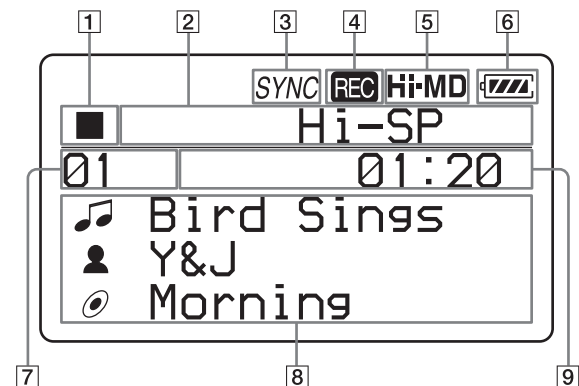 1 2 3 4 5 6
SYNC REC Hi-MD
Hi-SP
01 01:20
Bird Sings
Y&J
Morning
7 8 9